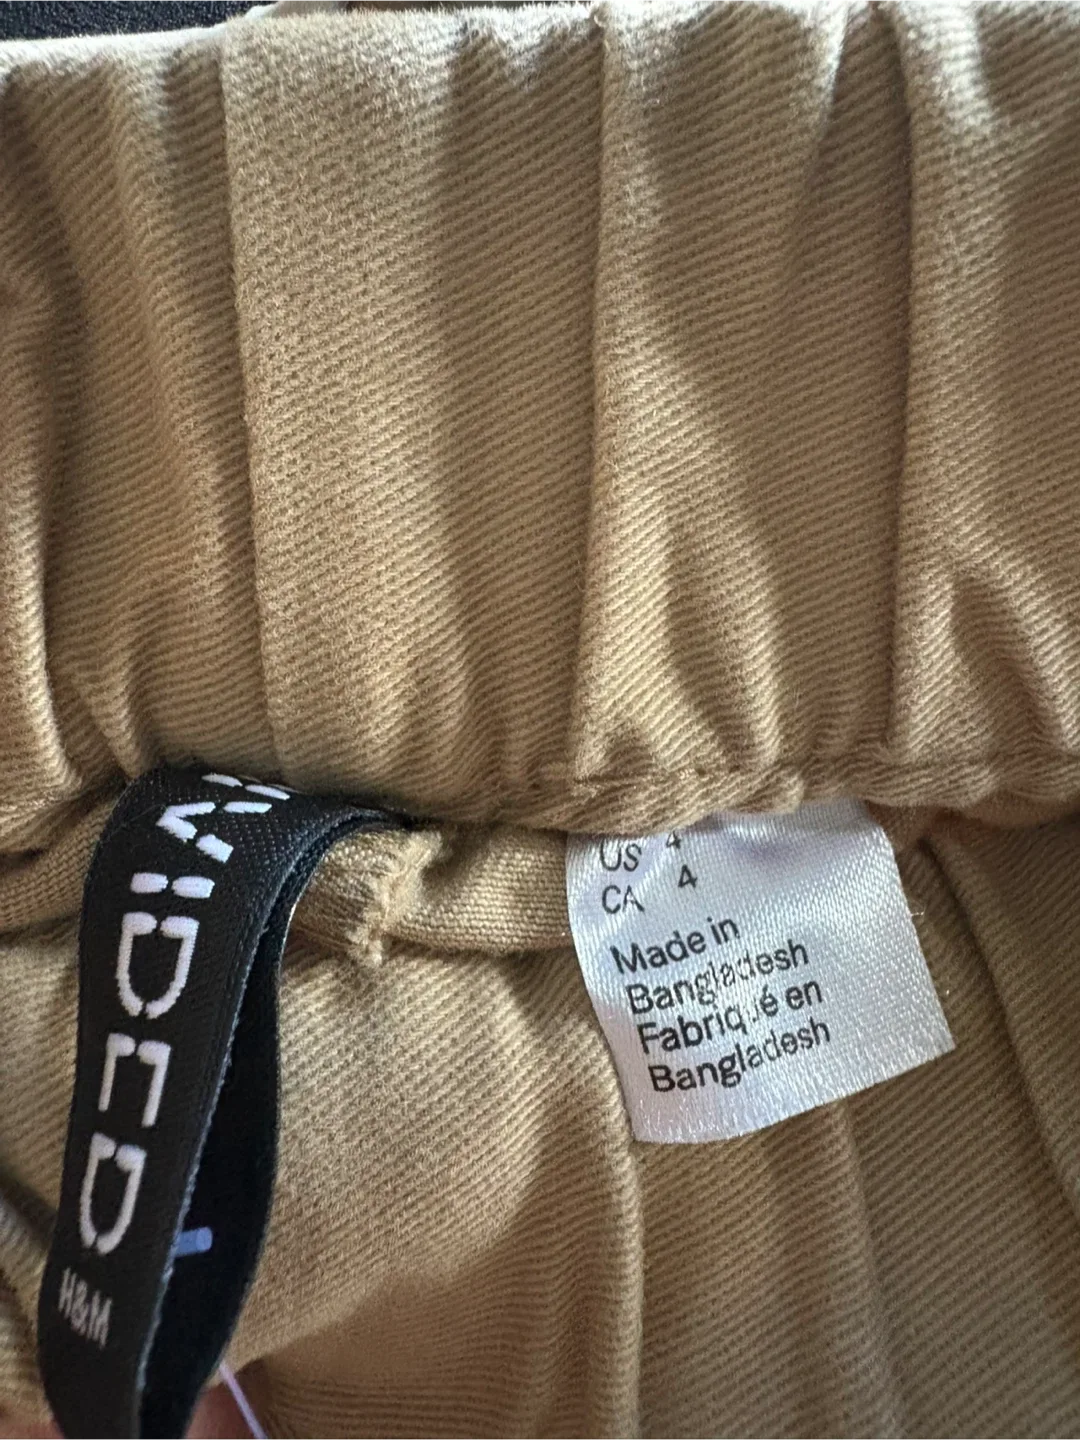 DIVIDED
H&M
US 4
CA 4
Made in
Bangladesh
Fabriqué en
Bangladesh